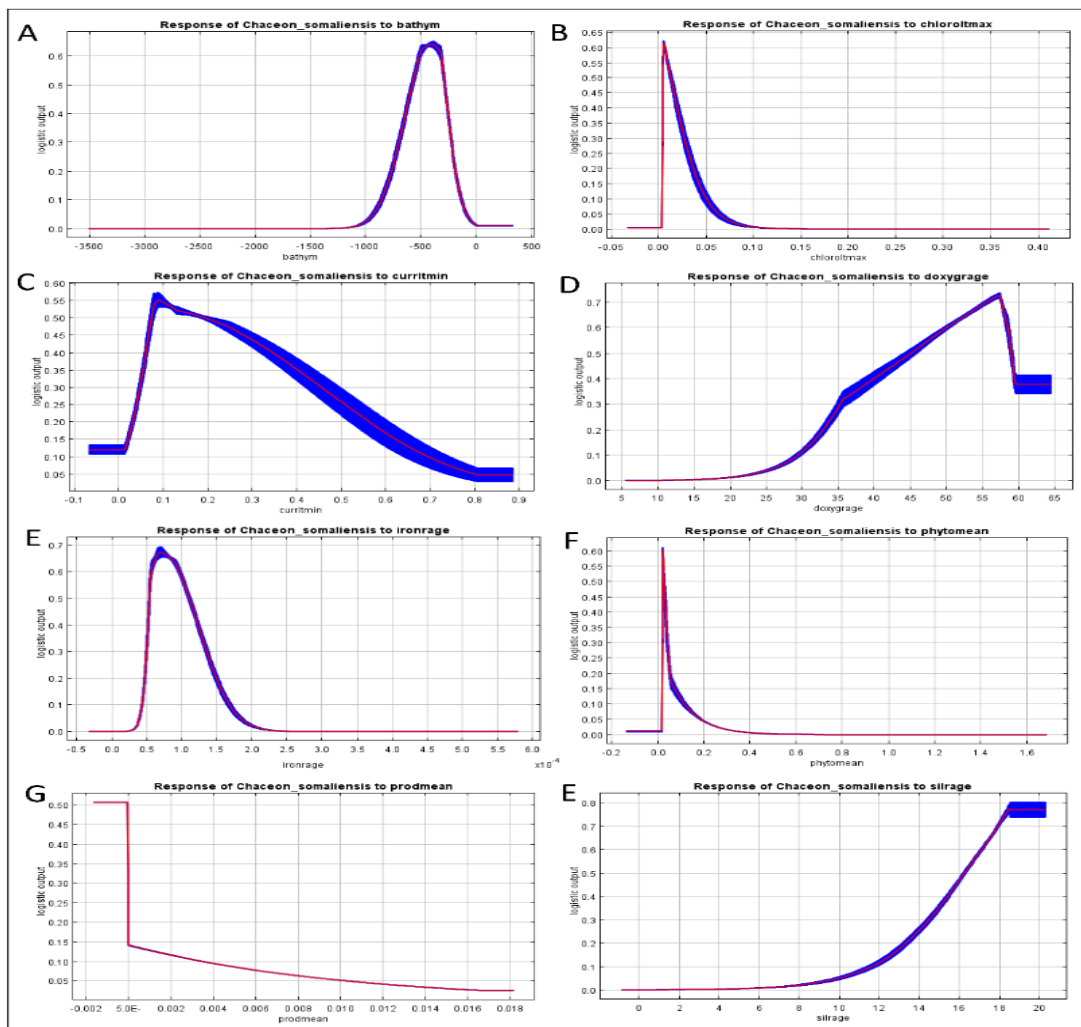 A
Response of Chaceon_somaliensis to bathym
logistic output
0.6
0.5
0.4
0.3
0.2
0.1
0.0
-3500 -3000 -2500 -2000 -1500 -1000 -500 0 500
bathym
B
Response of Chaceon_somaliensis to chloroltmax
logistic output
0.65
0.60
0.55
0.50
0.45
0.40
0.35
0.30
0.25
0.20
0.15
0.10
0.05
0.00
-0.05 0.00 0.05 0.10 0.15 0.20 0.25 0.30 0.35 0.40
chloroltmax
C
Response of Chaceon_somaliensis to curritmin
logistic output
0.60
0.55
0.50
0.45
0.40
0.35
0.30
0.25
0.20
0.15
0.10
0.05
-0.1 0.0 0.1 0.2 0.3 0.4 0.5 0.6 0.7 0.8 0.9
curritmin
D
Response of Chaceon_somaliensis to doxygrage
logistic output
0.7
0.6
0.5
0.4
0.3
0.2
0.1
0.0
5 10 15 20 25 30 35 40 45 50 55 60 65
doxygrage
E
Response of Chaceon_somaliensis to ironrage
logistic output
0.7
0.6
0.5
0.4
0.3
0.2
0.1
0.0
-0.5 0.0 0.5 1.0 1.5 2.0 2.5 3.0 3.5 4.0 4.5 5.0 5.5 6.0
ironrage
x10⁻⁴
F
Response of Chaceon_somaliensis to phytomean
logistic output
0.60
0.55
0.50
0.45
0.40
0.35
0.30
0.25
0.20
0.15
0.10
0.05
0.00
-0.2 0.0 0.2 0.4 0.6 0.8 1.0 1.2 1.4 1.6
phytomean
G
Response of Chaceon_somaliensis to prodmean
logistic output
0.50
0.45
0.40
0.35
0.30
0.25
0.20
0.15
0.10
0.05
-0.002 5.0E- 0.002 0.004 0.006 0.008 0.010 0.012 0.014 0.016 0.018
prodmean
E
Response of Chaceon_somaliensis to silrage
logistic output
0.8
0.7
0.6
0.5
0.4
0.3
0.2
0.1
0.0
0 2 4 6 8 10 12 14 16 18 20
silrage